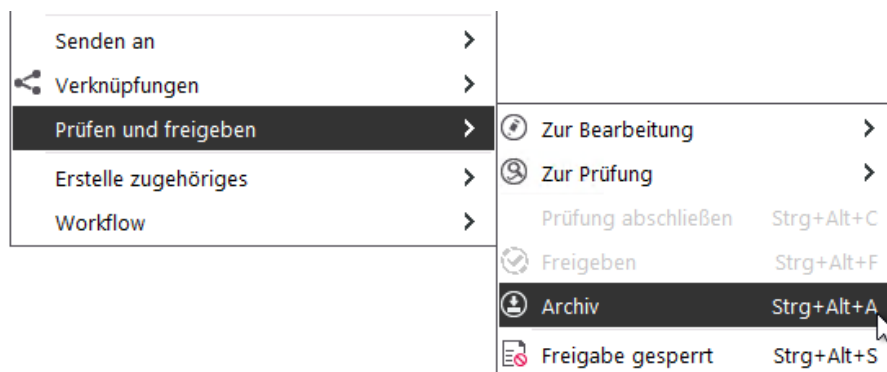 Senden an
Verknüpfungen
Prüfen und freigeben
Erstelle zugehöriges
Workflow
Zur Bearbeitung
Zur Prüfung
Prüfung abschließen Strg+Alt+C
Freigeben Strg+Alt+F
Archiv Strg+Alt+A
Freigabe gesperrt Strg+Alt+S